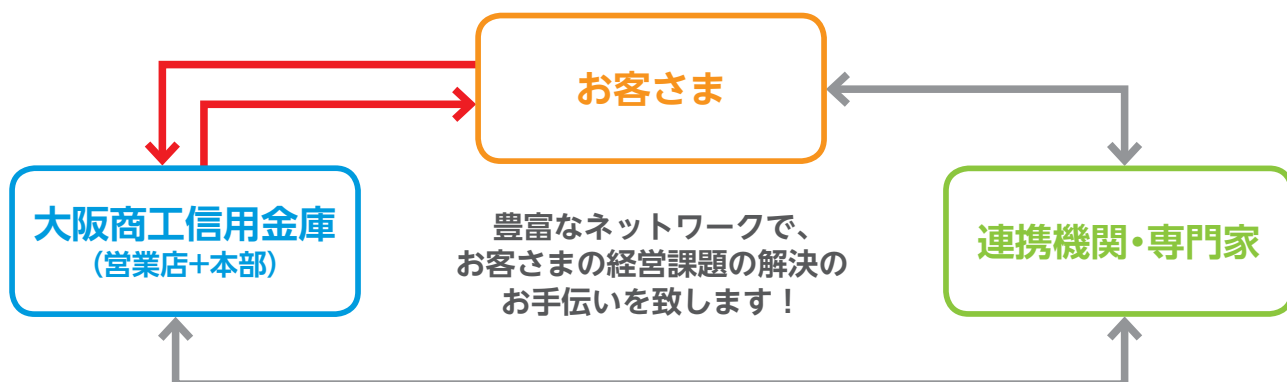 お客さま
大阪商工信用金庫
(営業店+本部)
豊富なネットワークで、
お客さまの経営課題の解決の
お手伝いを致します！
連携機関・専門家